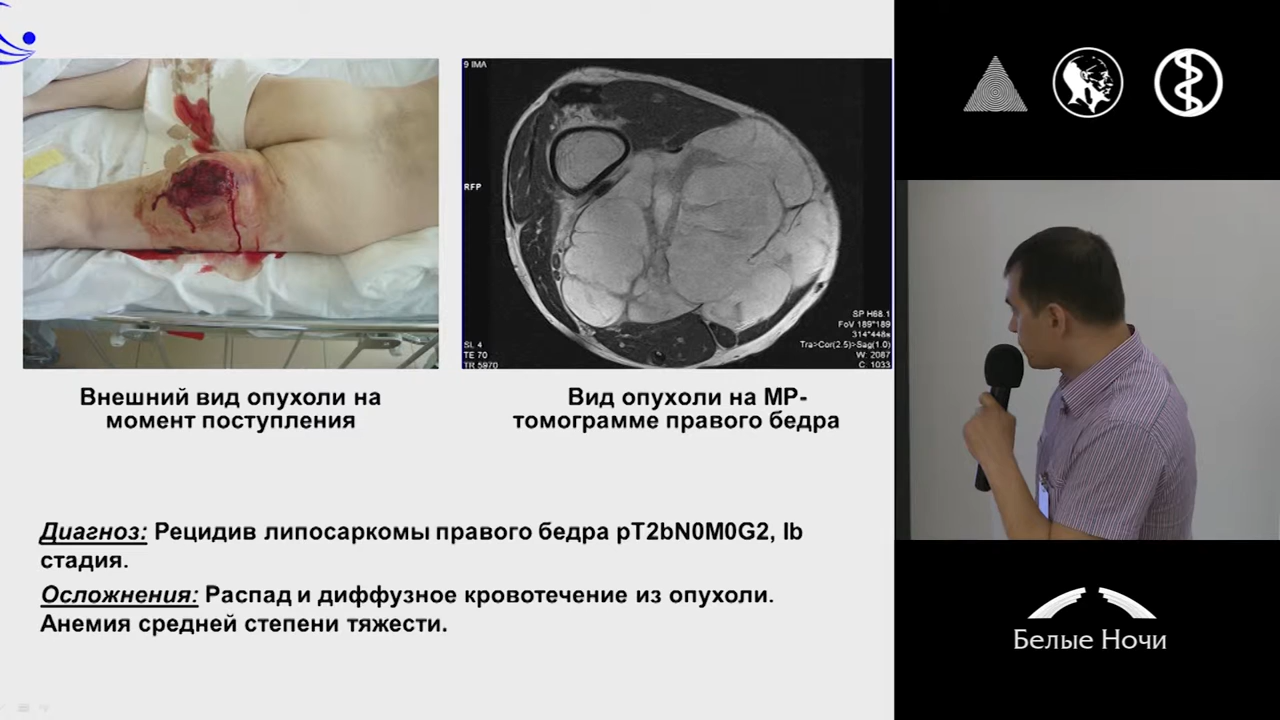 9 IMA
RFP
SL 4
TE 70
TR 5970
SP H68.1
FoV 189*189
314*448s
Tra>Cor(2.5)>Sag(1.0)
W: 2087
C: 1033
Внешний вид опухоли на
момент поступления
Вид опухоли на МР-
томограмме правого бедра
Диагноз: Рецидив липосаркомы правого бедра pT2bN0M0G2, Ib
стадия.
Осложнения: Распад и диффузное кровотечение из опухоли.
Анемия средней степени тяжести.
Белые Ночи